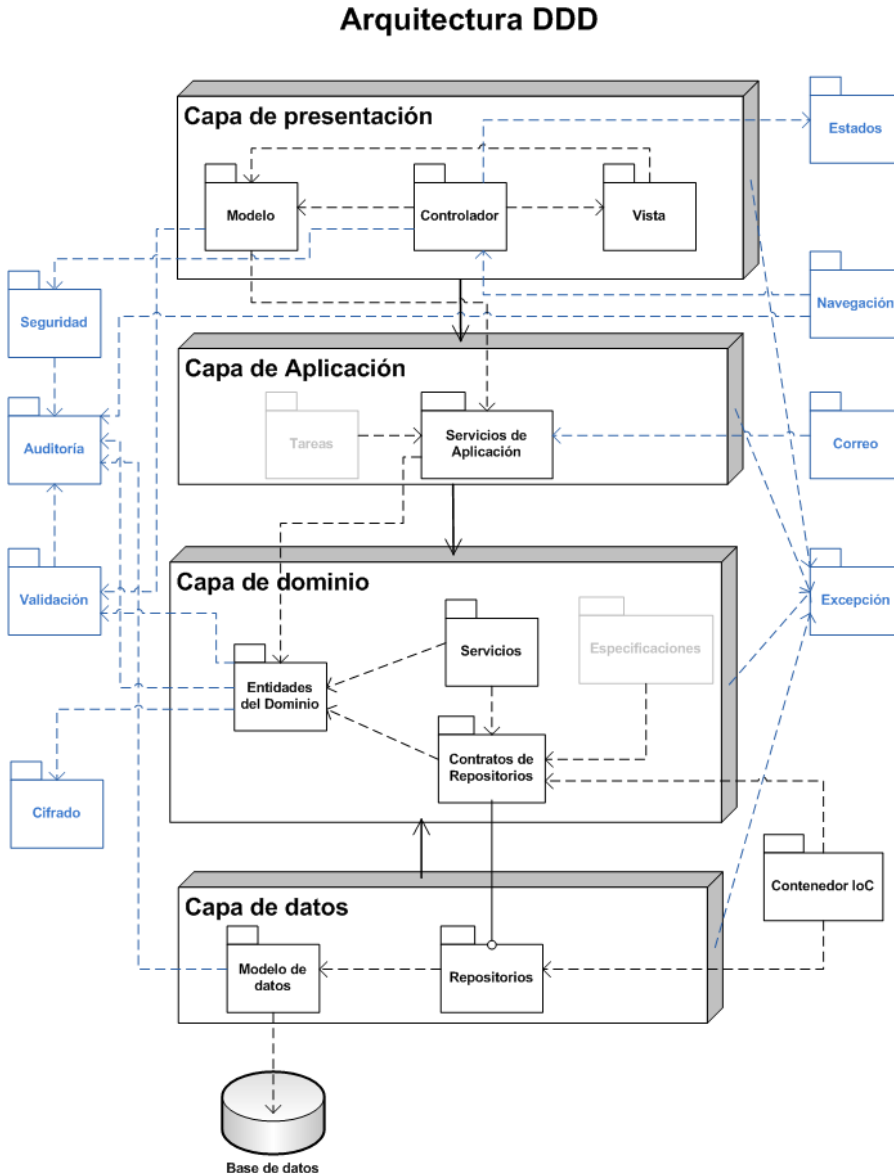 Arquitectura DDD
Capa de presentación
Estados
Modelo
Controlador
Vista
Seguridad
Navegación
Capa de Aplicación
Tareas
Servicios de
Aplicación
Auditoría
Correo
Capa de dominio
Validación
Excepción
Servicios
Especificaciones
Entidades
del Dominio
Contratos de
Repositorios
Cifrado
Contenedor IoC
Capa de datos
Modelo de
datos
Repositorios
Base de datos